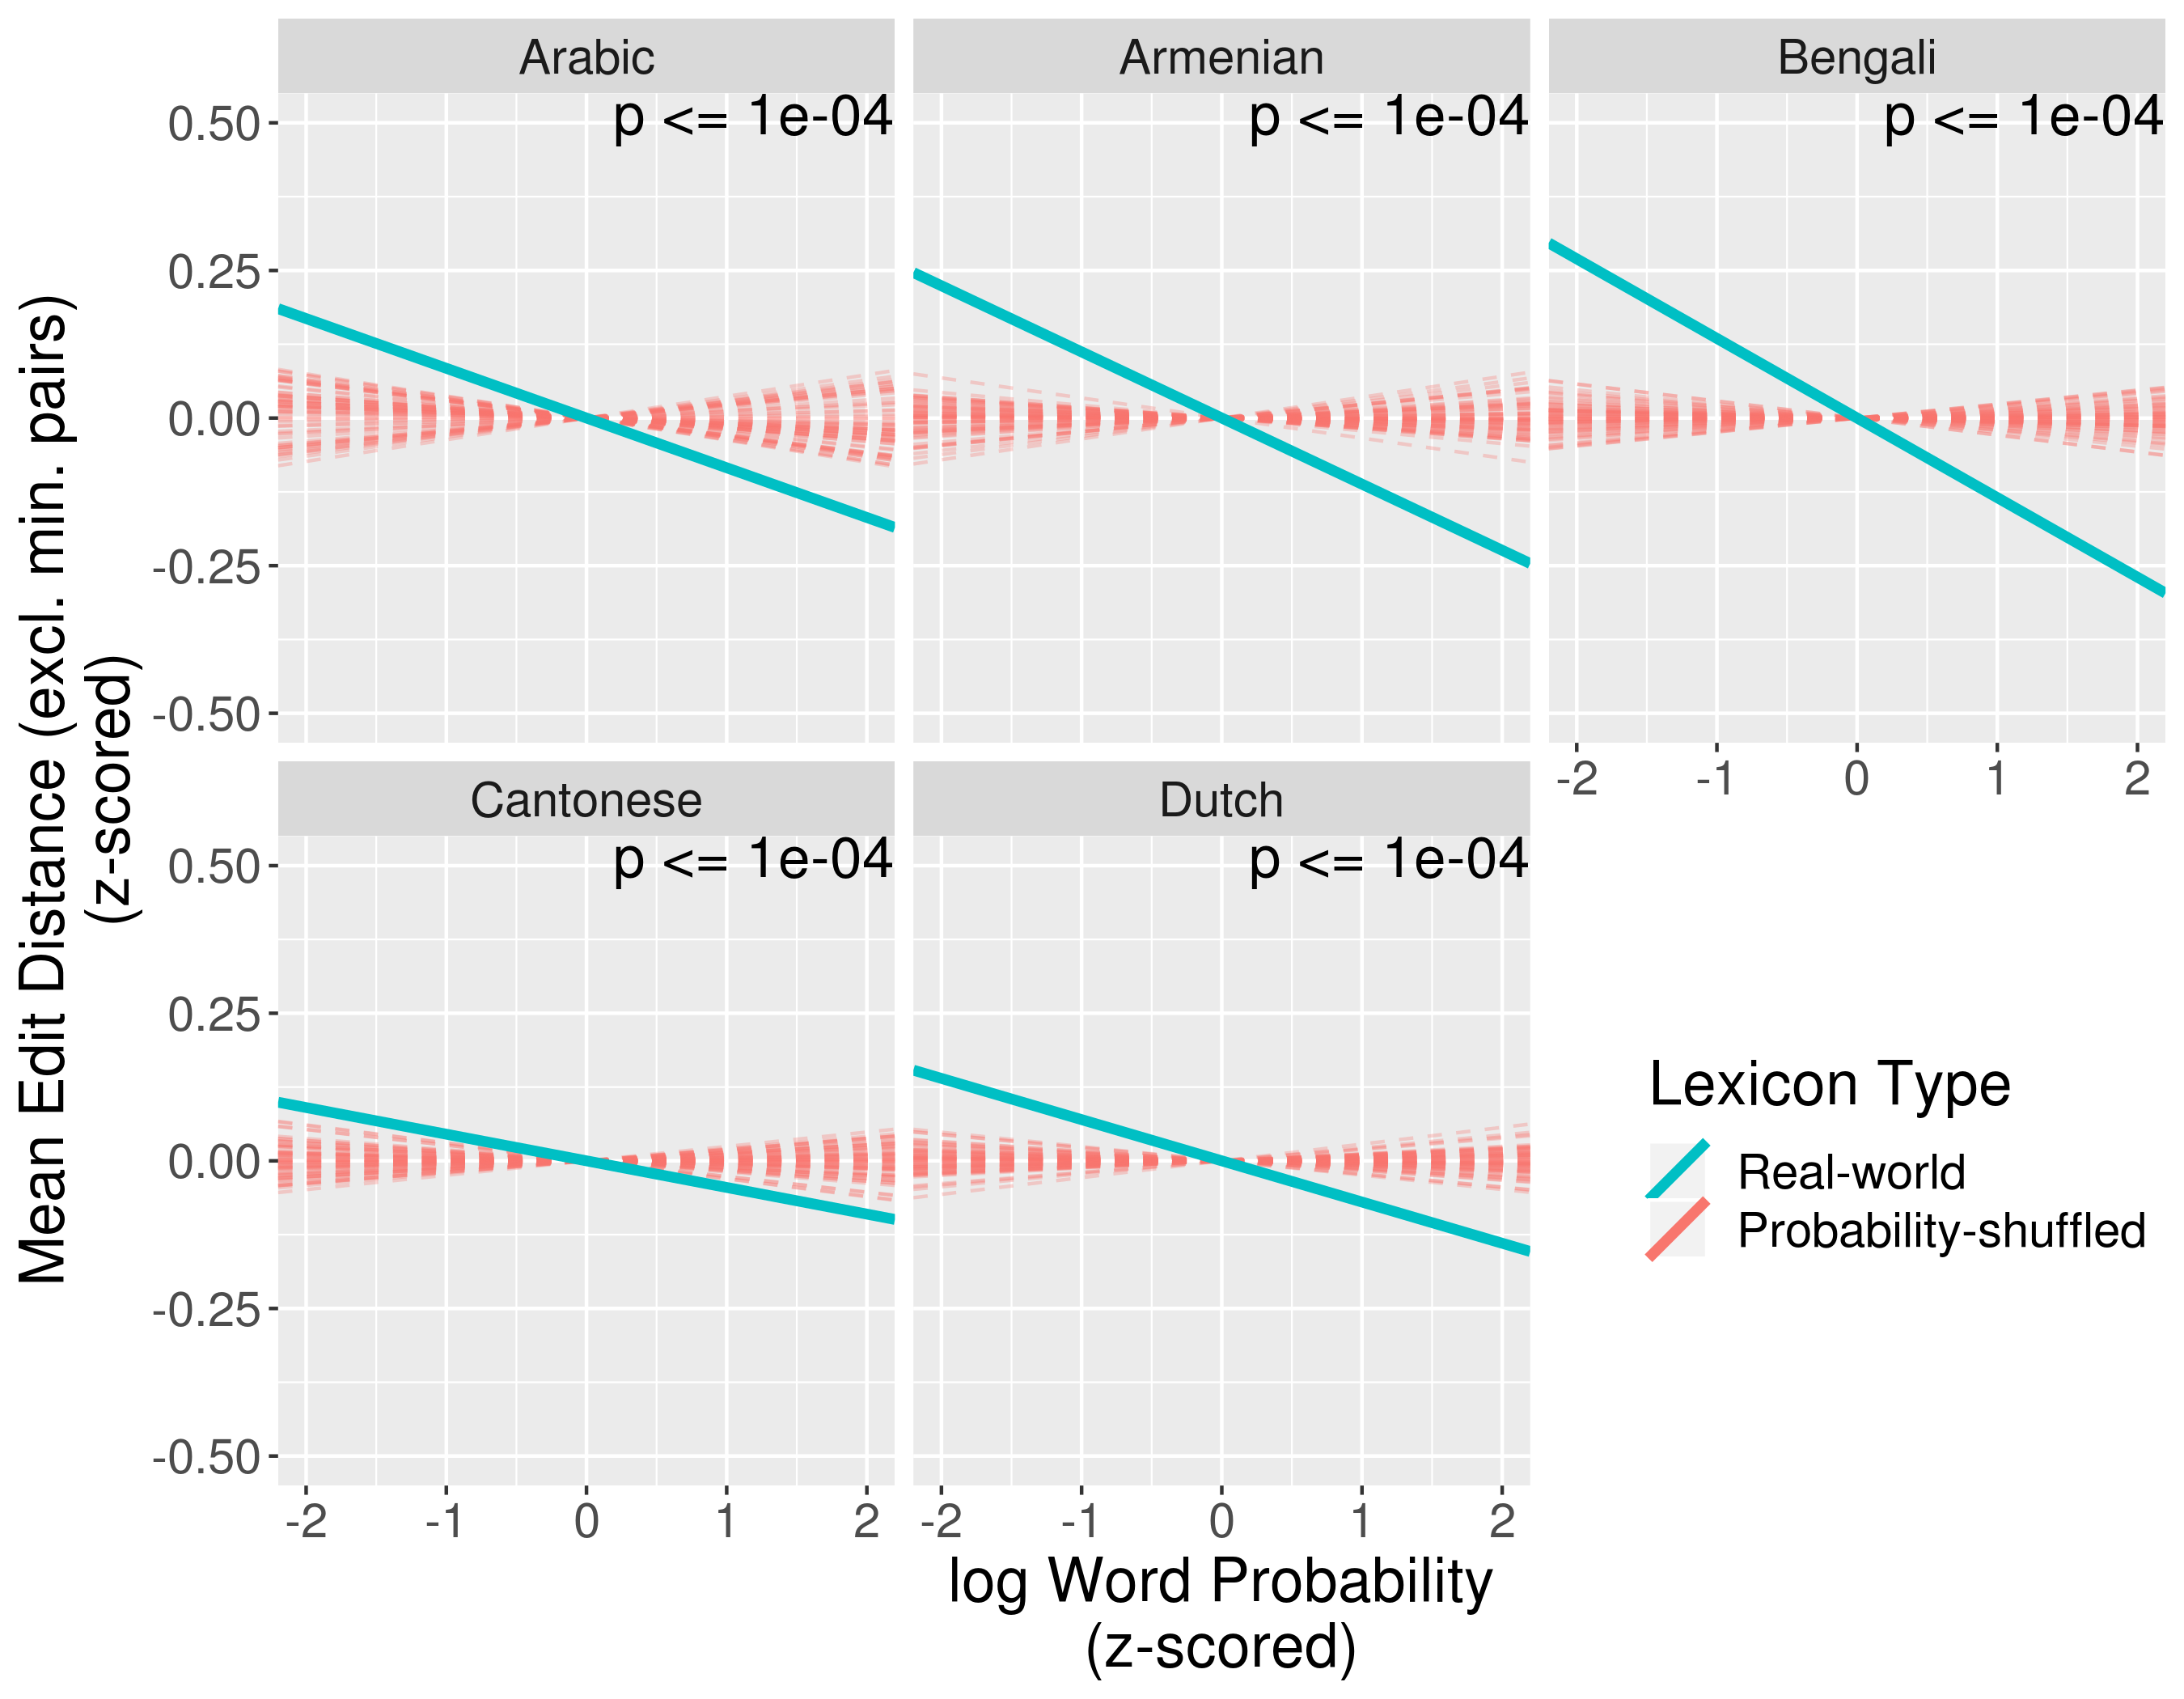 Arabic
Armenian
Bengali
p <= 1e-04
p <= 1e-04
p <= 1e-04
0.50
0.25
0.00
-0.25
-0.50
-2 -1 0 1 2
Mean Edit Distance (excl. min. pairs)
(z-scored)
Cantonese
Dutch
p <= 1e-04
p <= 1e-04
0.50
0.25
0.00
-0.25
-0.50
-2 -1 0 1 2
-2 -1 0 1 2
log Word Probability
(z-scored)
Lexicon Type
Real-world
Probability-shuffled